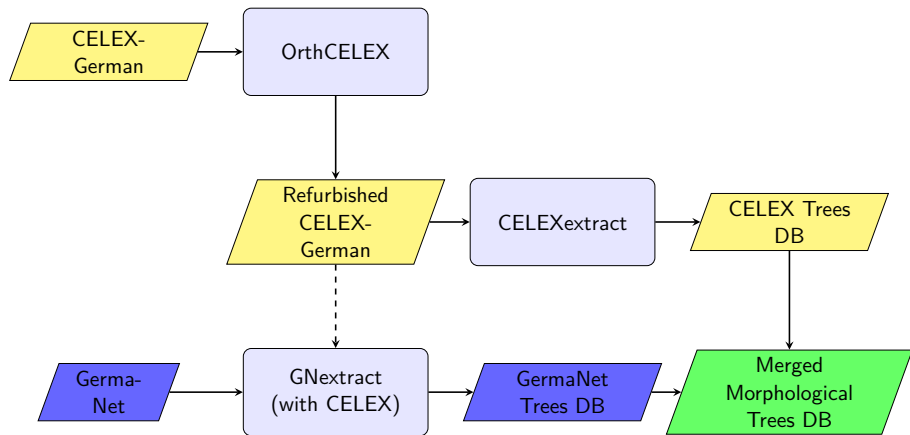 CELEX-
German
OrthCELEX
Refurbished
CELEX-
German
CELEXextract
CELEX Trees
DB
Germa-
Net
GNextract
(with CELEX)
GermaNet
Trees DB
Merged
Morphological
Trees DB